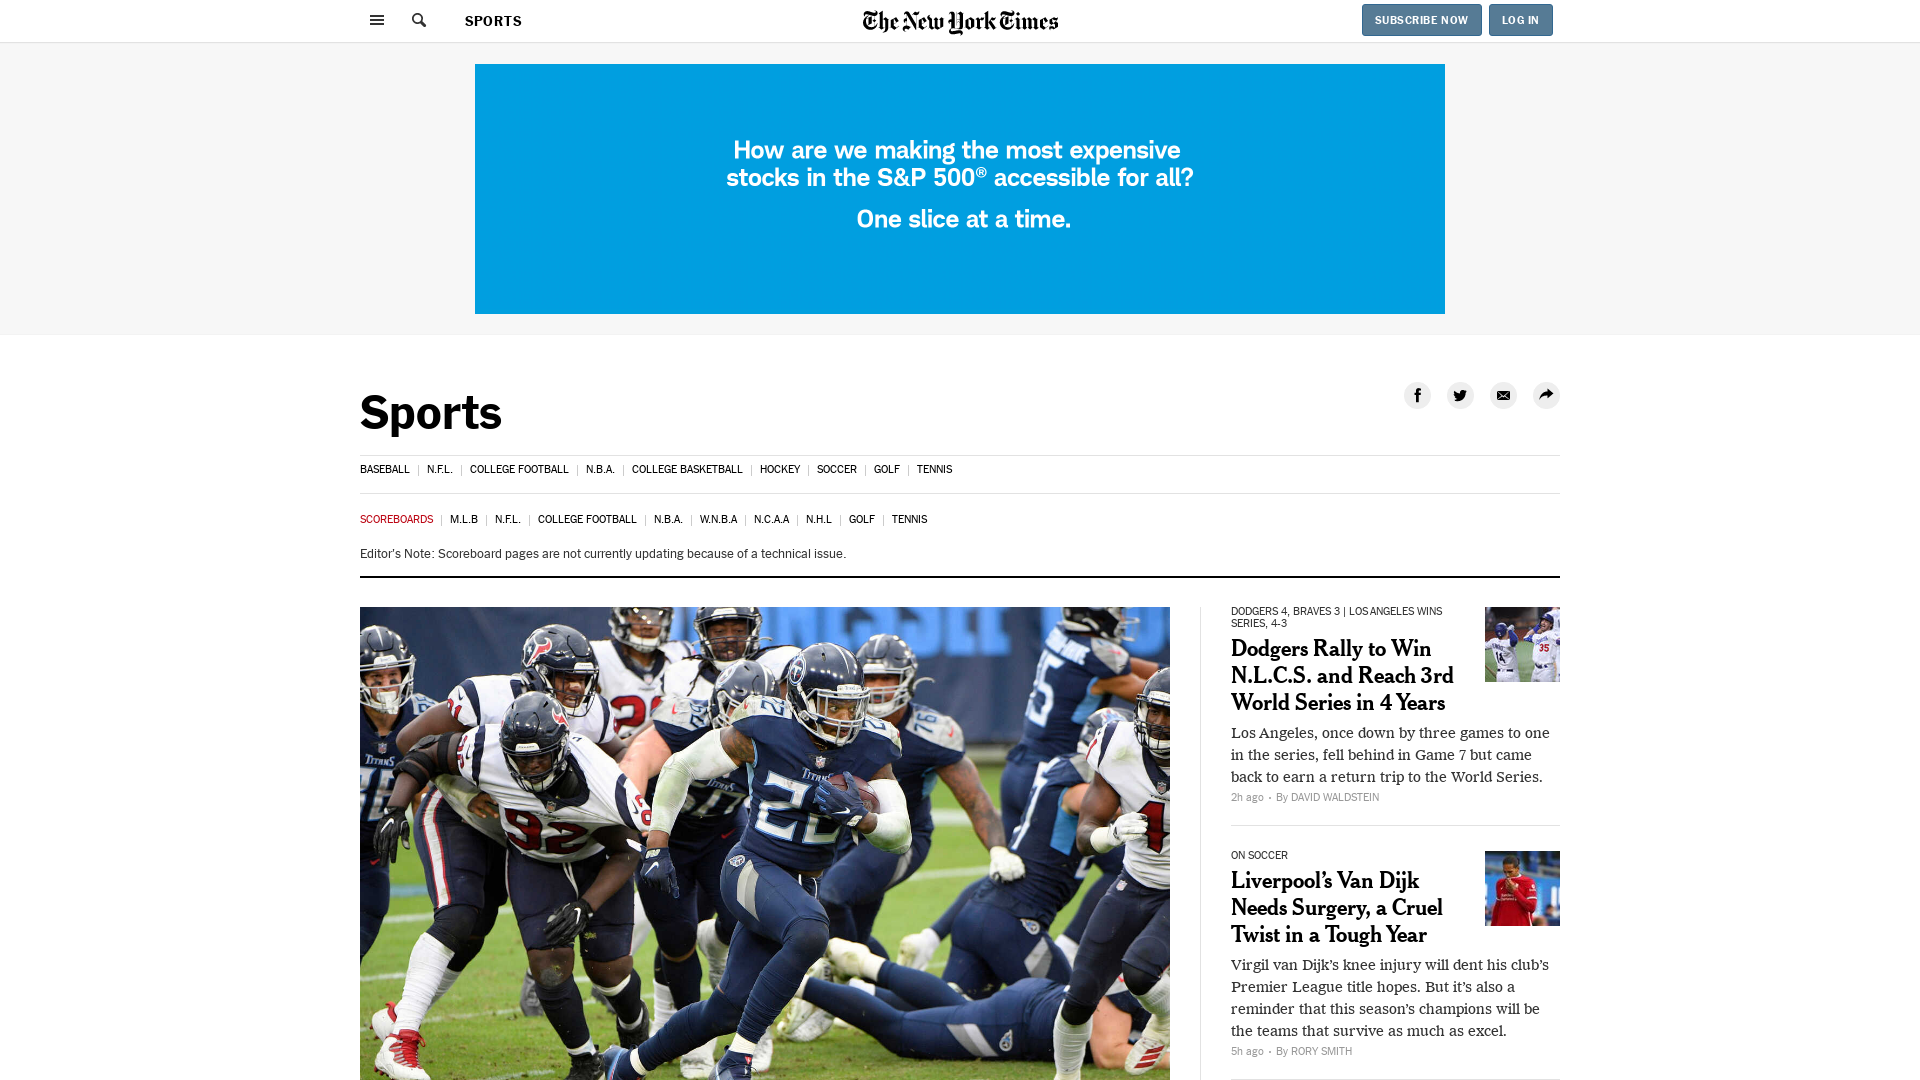 SPORTS
The New York Times
SUBSCRIBE NOW
LOG IN
How are we making the most expensive
stocks in the S&P 500® accessible for all?
One slice at a time.
Sports
BASEBALL
N.F.L.
COLLEGE FOOTBALL
N.B.A.
COLLEGE BASKETBALL
HOCKEY
SOCCER
GOLF
TENNIS
SCOREBOARDS
M.L.B
N.F.L.
COLLEGE FOOTBALL
N.B.A.
W.N.B.A
N.C.A.A
N.H.L
GOLF
TENNIS
Editor's Note: Scoreboard pages are not currently updating because of a technical issue.
TITANS
22
92
76
DODGERS 4, BRAVES 3 | LOS ANGELES WINS
SERIES, 4-3
Dodgers Rally to Win
N.L.C.S. and Reach 3rd
World Series in 4 Years
35
14
Los Angeles, once down by three games to one
in the series, fell behind in Game 7 but came
back to earn a return trip to the World Series.
2h ago • By DAVID WALDSTEIN
ON SOCCER
Liverpool’s Van Dijk
Needs Surgery, a Cruel
Twist in a Tough Year
Virgil van Dijk’s knee injury will dent his club’s
Premier League title hopes. But it’s also a
reminder that this season’s champions will be
the teams that survive as much as excel.
5h ago • By RORY SMITH